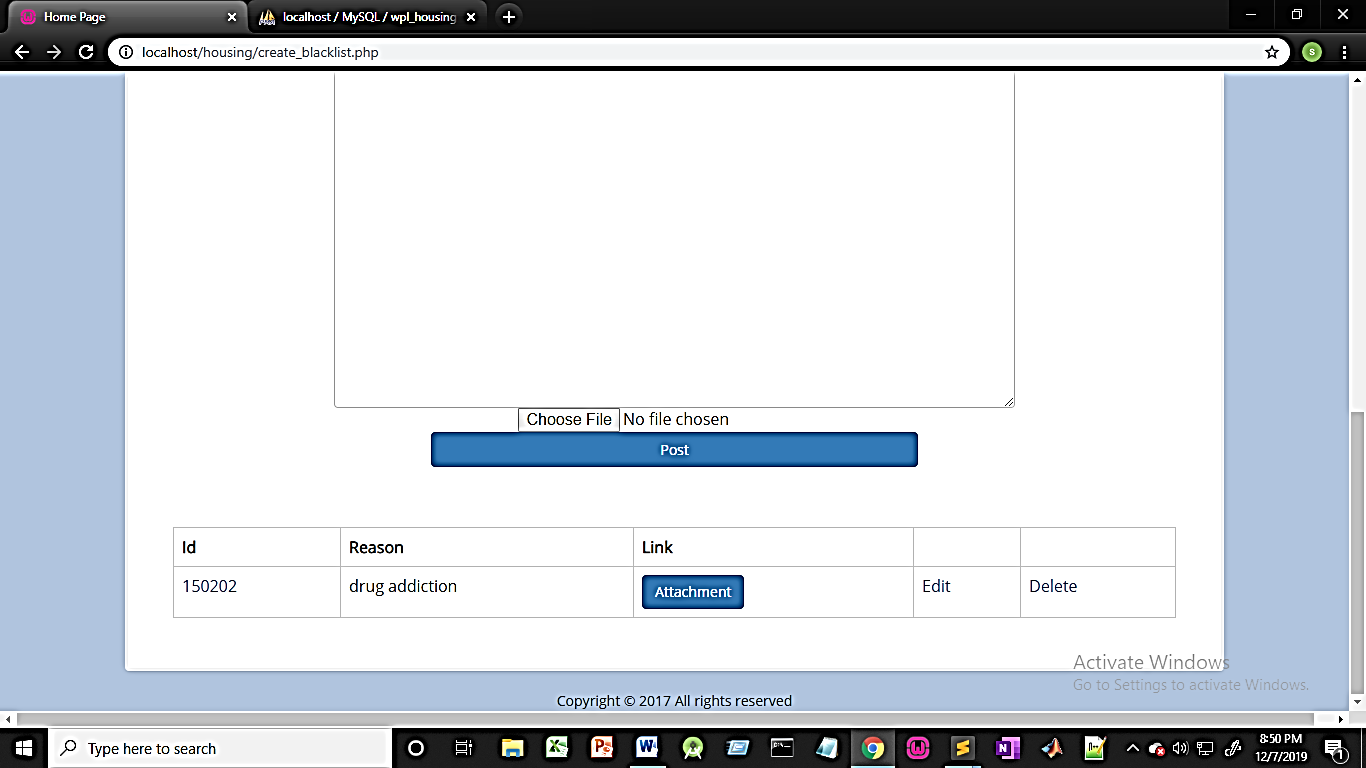 Home Page
localhost / MySQL / wpl_housing
localhost/housing/create_blacklist.php
S
Choose File No file chosen
Post
Id Reason Link
150202 drug addiction Attachment Edit Delete
Activate Windows
Go to Settings to activate Windows.
Copyright © 2017 All rights reserved
Type here to search
8:50 PM
12/7/2019
1